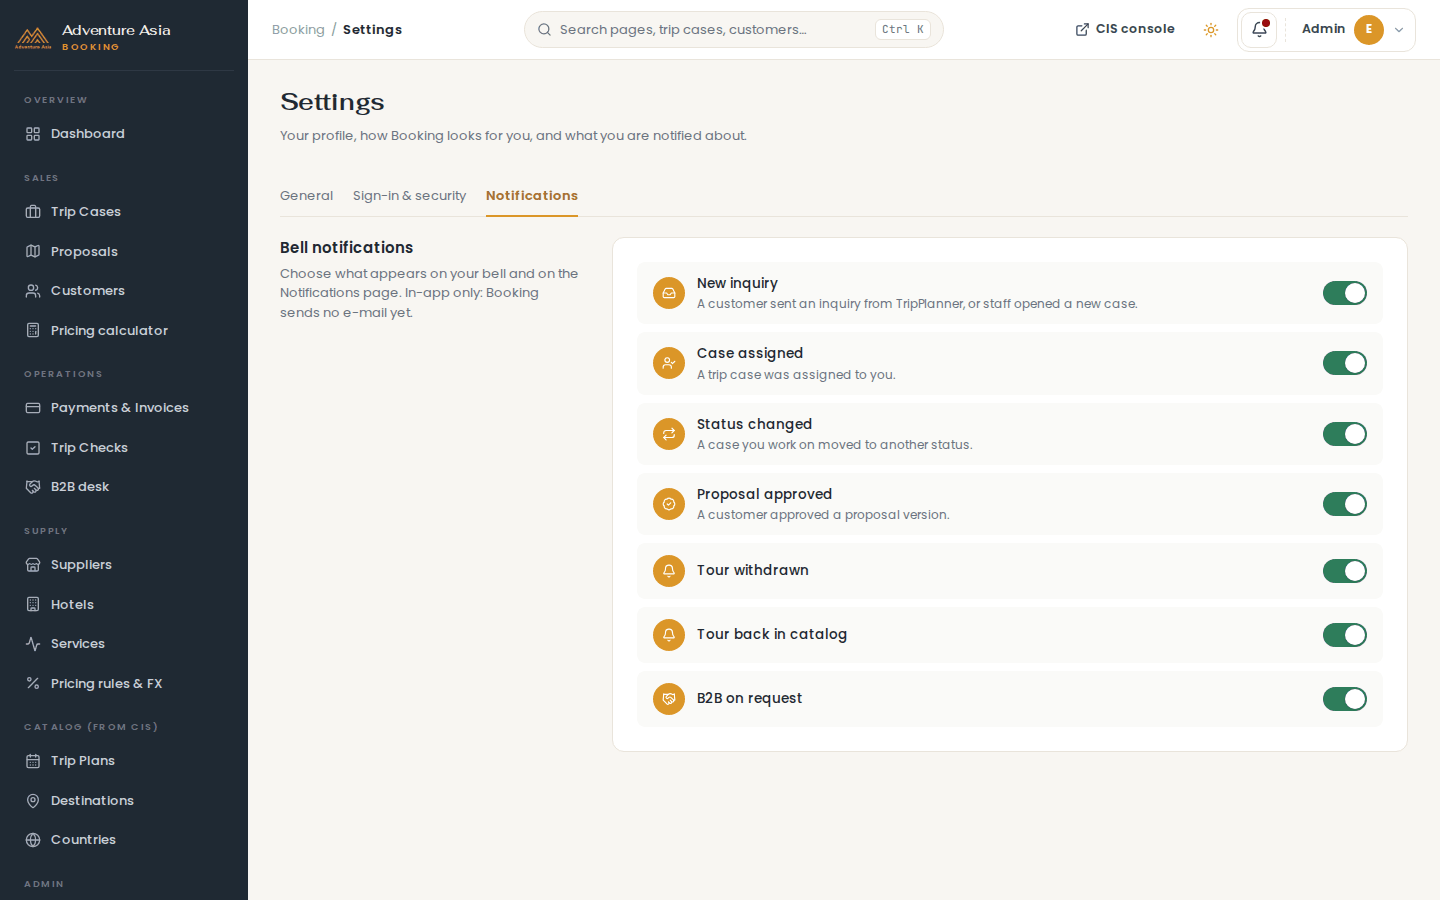 Adventure Asia
Adventure Asia
BOOKING
OVERVIEW
Dashboard
SALES
Trip Cases
Proposals
Customers
Pricing calculator
OPERATIONS
Payments & Invoices
Trip Checks
B2B desk
SUPPLY
Suppliers
Hotels
Services
Pricing rules & FX
CATALOG (FROM CIS)
Trip Plans
Destinations
Countries
ADMIN
Booking / Settings
Search pages, trip cases, customers...
Ctrl K
CIS console
Admin
E
Settings
Your profile, how Booking looks for you, and what you are notified about.
General
Sign-in & security
Notifications
Bell notifications
Choose what appears on your bell and on the
Notifications page. In-app only: Booking
sends no e-mail yet.
New inquiry
A customer sent an inquiry from TripPlanner, or staff opened a new case.
Case assigned
A trip case was assigned to you.
Status changed
A case you work on moved to another status.
Proposal approved
A customer approved a proposal version.
Tour withdrawn
Tour back in catalog
B2B on request